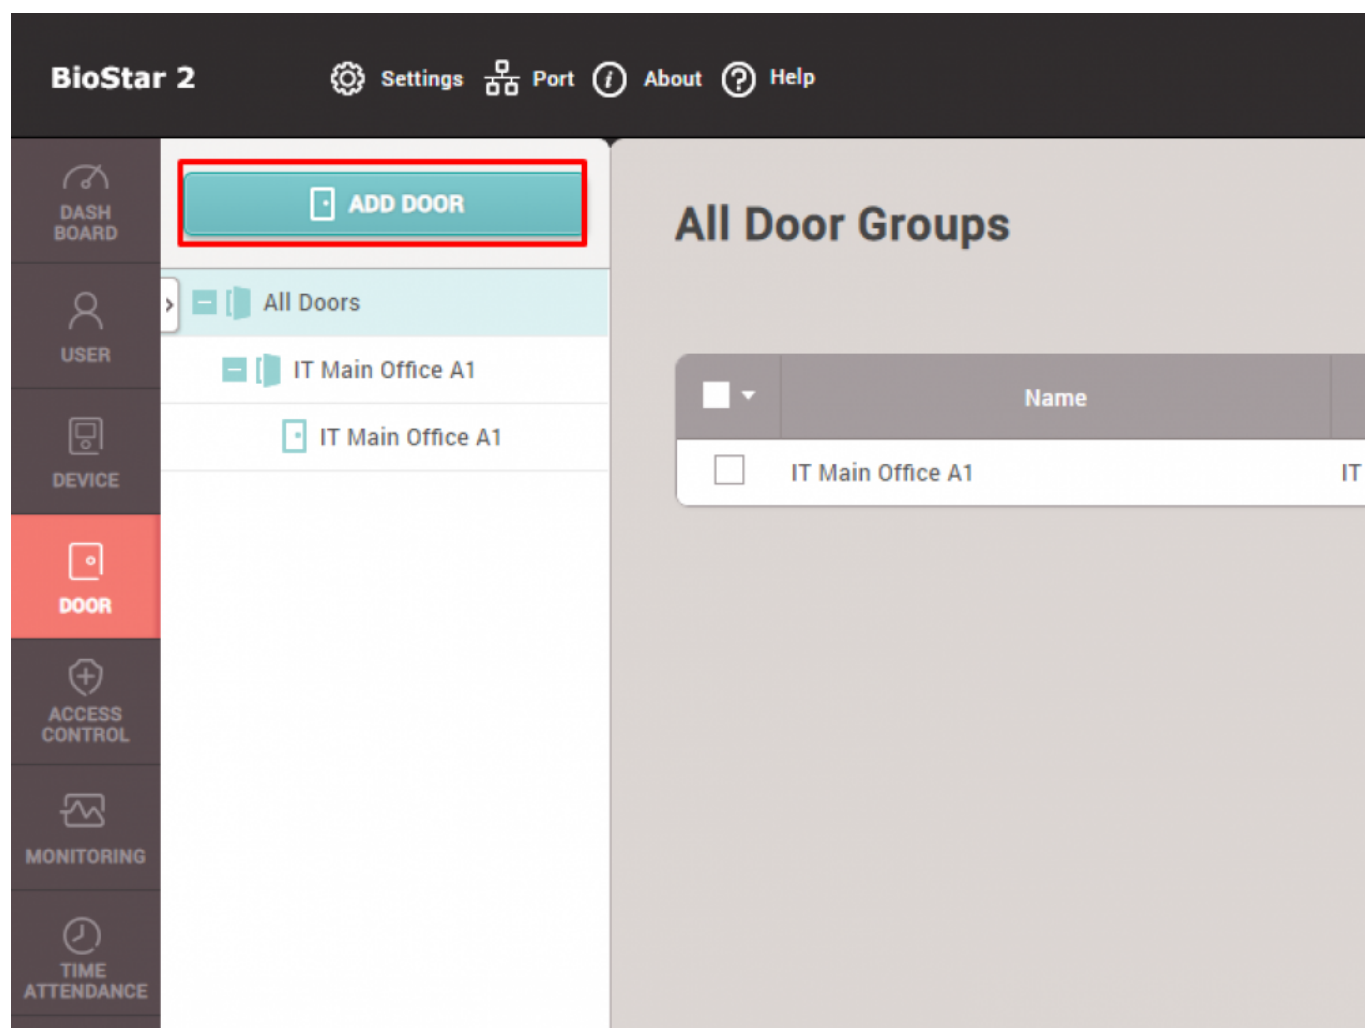 BioStar 2
Settings
Port
About
Help
DASH
BOARD
USER
DEVICE
DOOR
ACCESS
CONTROL
MONITORING
TIME
ATTENDANCE
ADD DOOR
All Doors
IT Main Office A1
IT Main Office A1
All Door Groups
Name
IT Main Office A1
IT